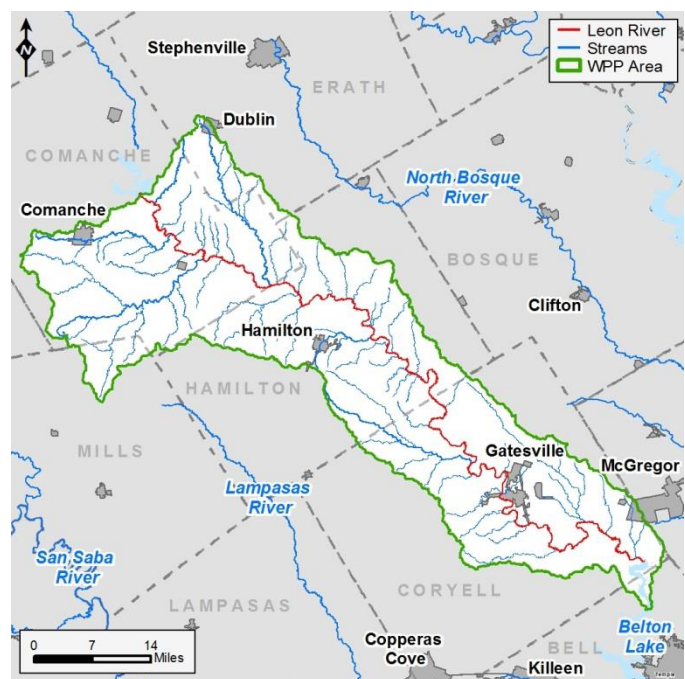 N
Stephenville
Leon River
Streams
WPP Area
ERATH
Dublin
COMANCHE
North Bosque
River
Comanche
BOSQUE
Clifton
Hamilton
HAMILTON
Gatesville
McGregor
MILLS
Lampasas
River
San Saba
River
CORYELL
LAMPASAS
Belton
Lake
BELL
0 7 14
Miles
Copperas
Cove
Killeen
Temple